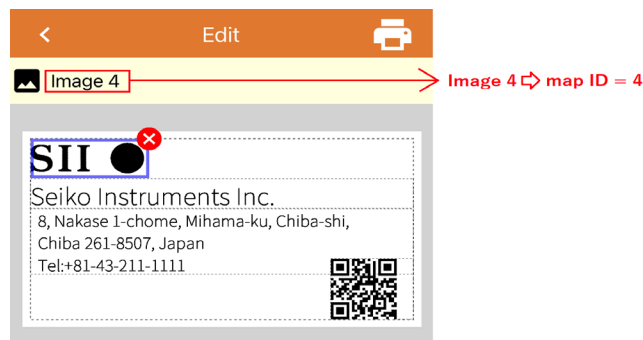 Edit
Image 4
Image 4 ⇨ map ID = 4
SII
Seiko Instruments Inc.
8, Nakase 1-chome, Mihama-ku, Chiba-shi,
Chiba 261-8507, Japan
Tel:+81-43-211-1111